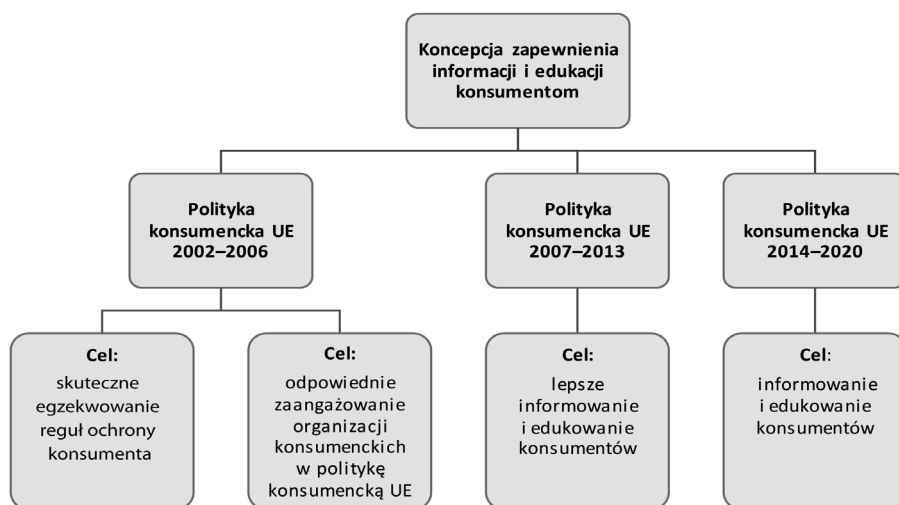 Koncepcja zapewnienia
informacji i edukacji
konsumentom
Polityka
konsumencka UE
2002–2006
Polityka
konsumencka UE
2007–2013
Polityka
konsumencka UE
2014–2020
Cel:
skuteczne
egzekwowanie
reguł ochrony
konsumenta
Cel:
odpowiednie
zaangażowanie
organizacji
konsumenckich
w politykę
konsumencką UE
Cel:
lepsze
informowanie
i edukowanie
konsumentów
Cel:
informowanie
i edukowanie
konsumentów